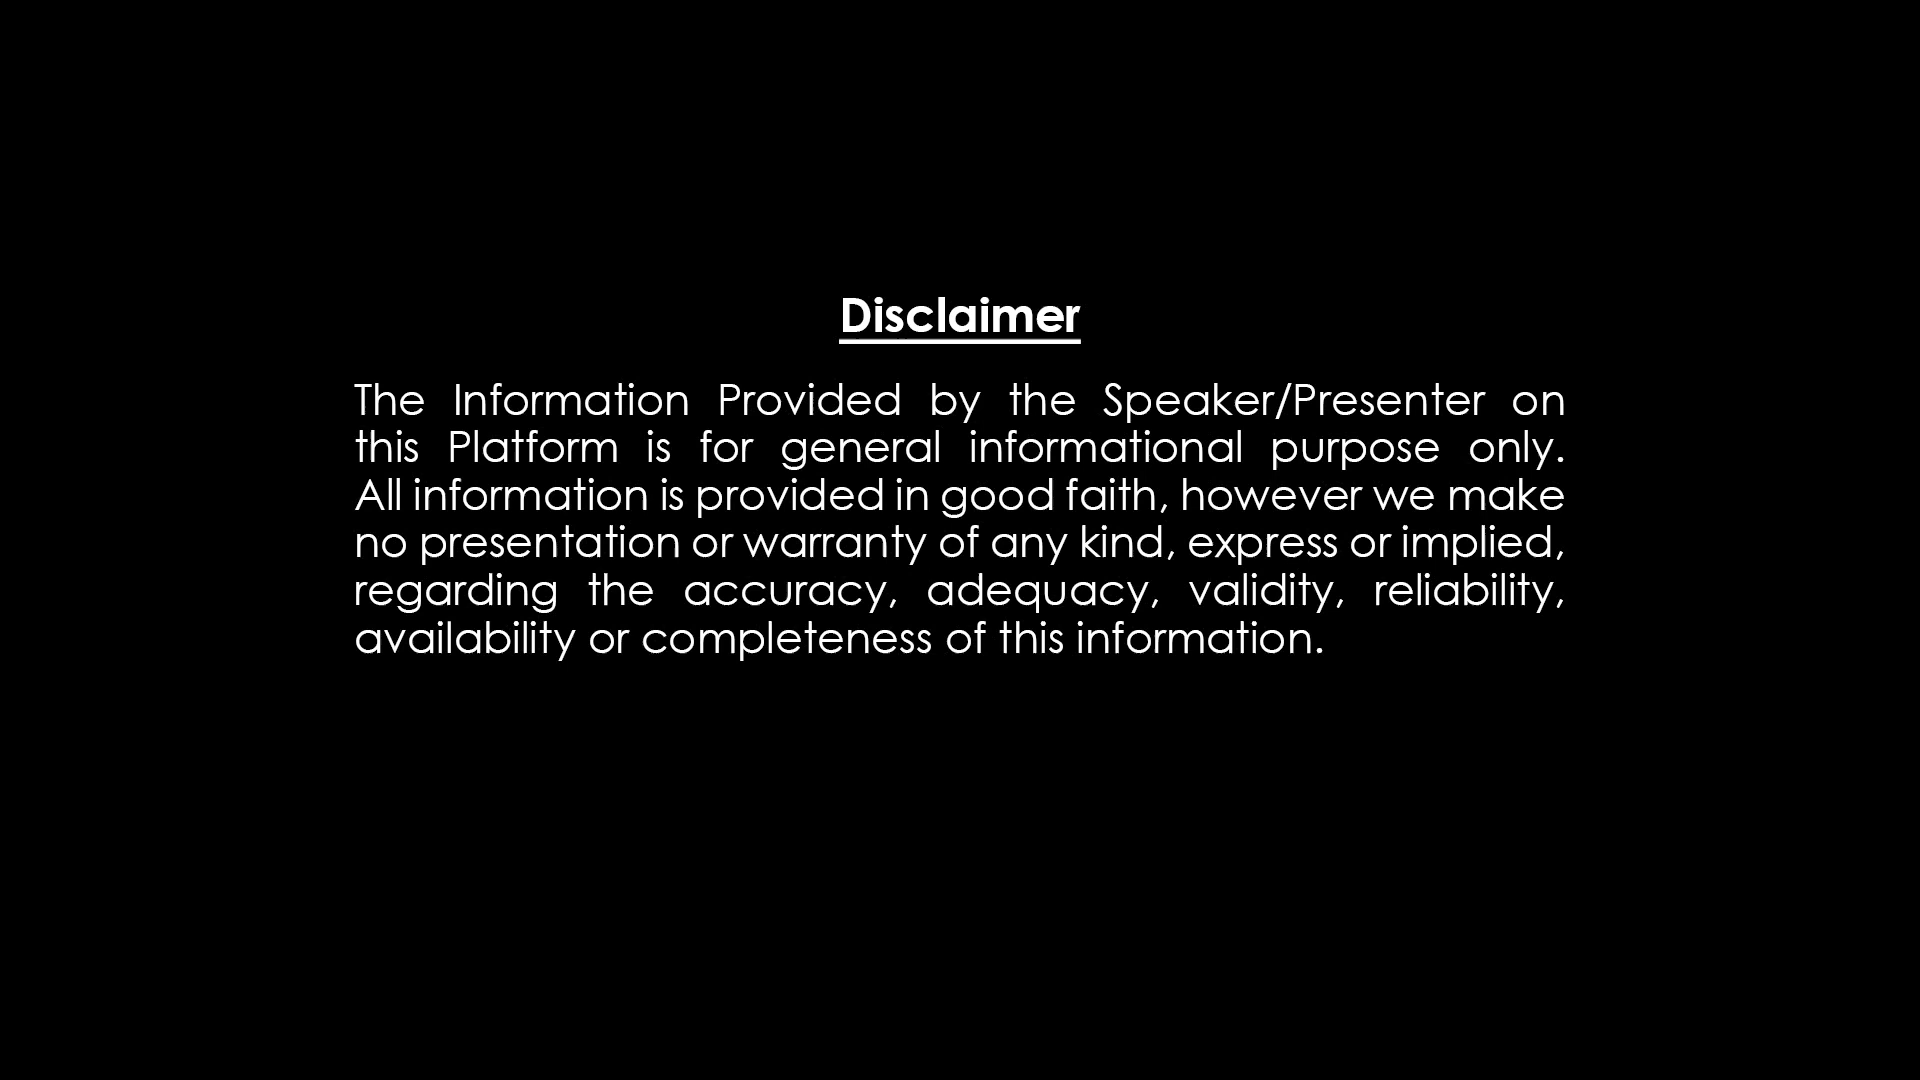 Disclaimer
The Information Provided by the Speaker/Presenter on
this Platform is for general informational purpose only.
All information is provided in good faith, however we make
no presentation or warranty of any kind, express or implied,
regarding the accuracy, adequacy, validity, reliability,
availability or completeness of this information.